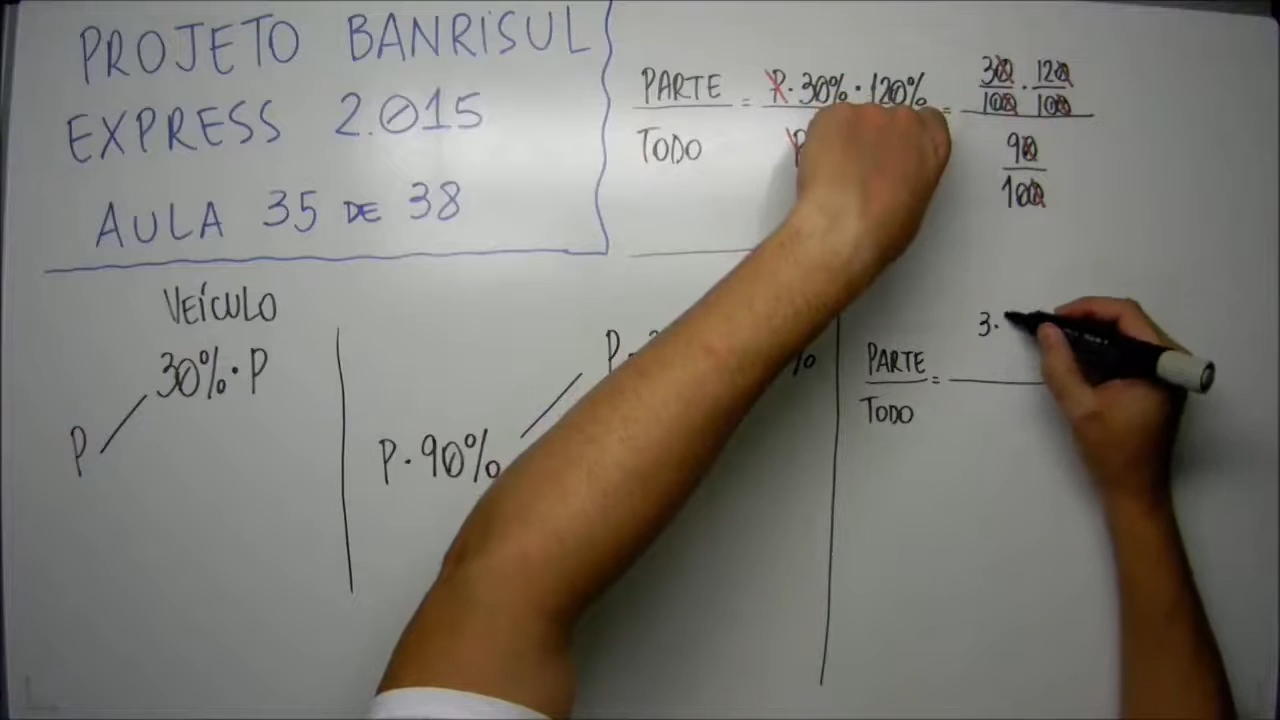 PROJETO BANRISUL
EXPRESS 2.015
AULA 35 DE 38
PARTE = P·30%·120% = 300/100 · 120/100
TODO P 90/100
VEÍCULO
30%·P
P
P·
%
P·90%
3·
PARTE =
TODO